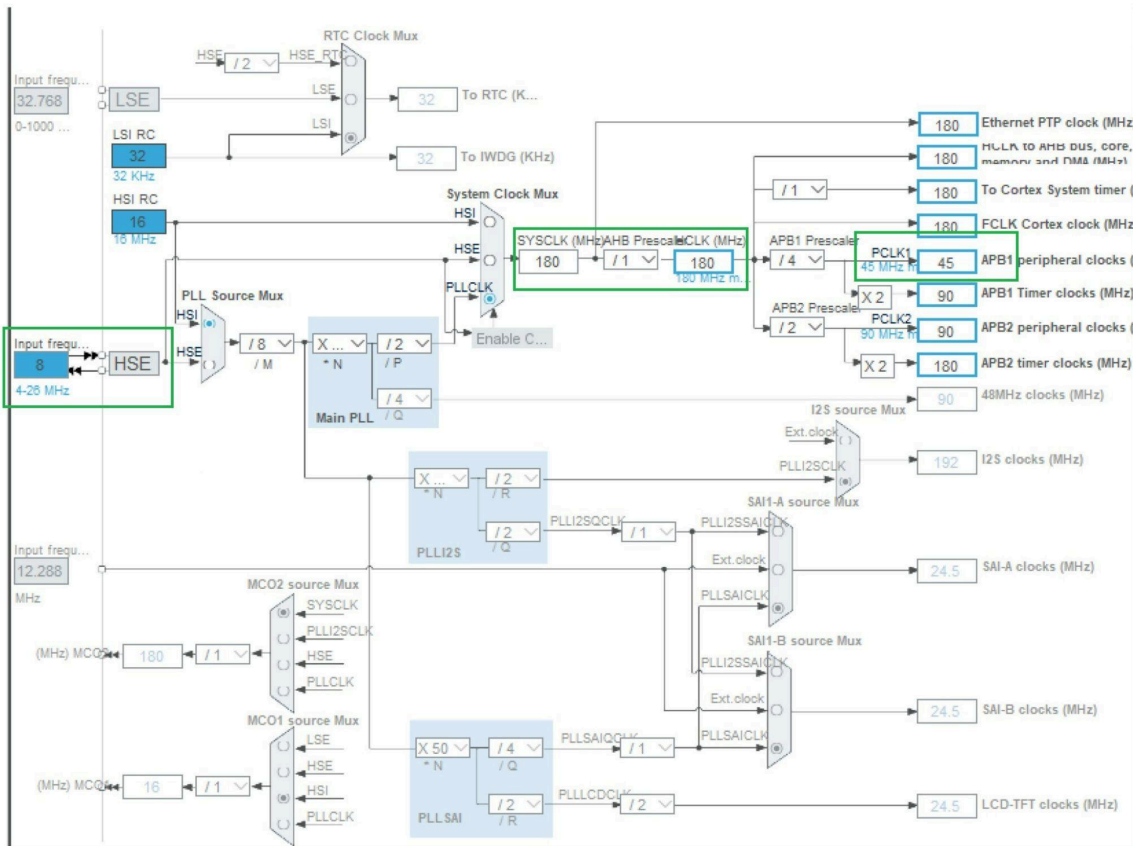 RTC Clock Mux
HSE
/ 2
HSE_RTC
Input frequ...
32.768
0-1000 ...
LSE
LSE
32
To RTC (K...
LSI RC
32
32 KHz
LSI
32
To IWDG (KHz)
HSI RC
16
16 MHz
System Clock Mux
HSI
HSE
PLLCLK
Enable C...
180
Ethernet PTP clock (MHz
180
HCLK to AHB bus, core,
memory and DMA (MHz)
/ 1
180
To Cortex System timer (
180
FCLK Cortex clock (MHz
SYSCLK (MHz)
AHB Prescaler
HCLK (MHz)
180
/ 1
180
180 MHz m...
APB1 Prescaler
/ 4
PCLK1
45 MHz m
45
APB1 peripheral clocks (
X 2
90
APB1 Timer clocks (MHz)
APB2 Prescaler
/ 2
PCLK2
90 MHz m
90
APB2 peripheral clocks (
X 2
180
APB2 timer clocks (MHz)
PLL Source Mux
HSI
HSE
Input frequ...
8
4-26 MHz
HSE
/ 8
/ M
X ...
* N
/ 2
/ P
/ 4
/ Q
Main PLL
90
48MHz clocks (MHz)
I2S source Mux
Ext.clock
PLLI2SCLK
192
I2S clocks (MHz)
X ...
* N
/ 2
/ R
/ 2
/ Q
PLLI2S
PLLI2SQCLK
/ 1
SAI1-A source Mux
PLLI2SSAICLK
Ext.clock
PLLSAICLK
24.5
SAI-A clocks (MHz)
Input frequ...
12.288
MHz
MCO2 source Mux
SYSCLK
PLLI2SCLK
HSE
PLLCLK
(MHz) MCO2
180
/ 1
SAI1-B source Mux
PLLI2SSAICLK
Ext.clock
PLLSAICLK
24.5
SAI-B clocks (MHz)
MCO1 source Mux
LSE
HSE
HSI
PLLCLK
(MHz) MCO1
16
/ 1
X 50
* N
/ 4
/ Q
/ 2
/ R
PLLSAI
PLLSAIQCLK
/ 1
PLLLCDCLK
/ 2
24.5
LCD-TFT clocks (MHz)